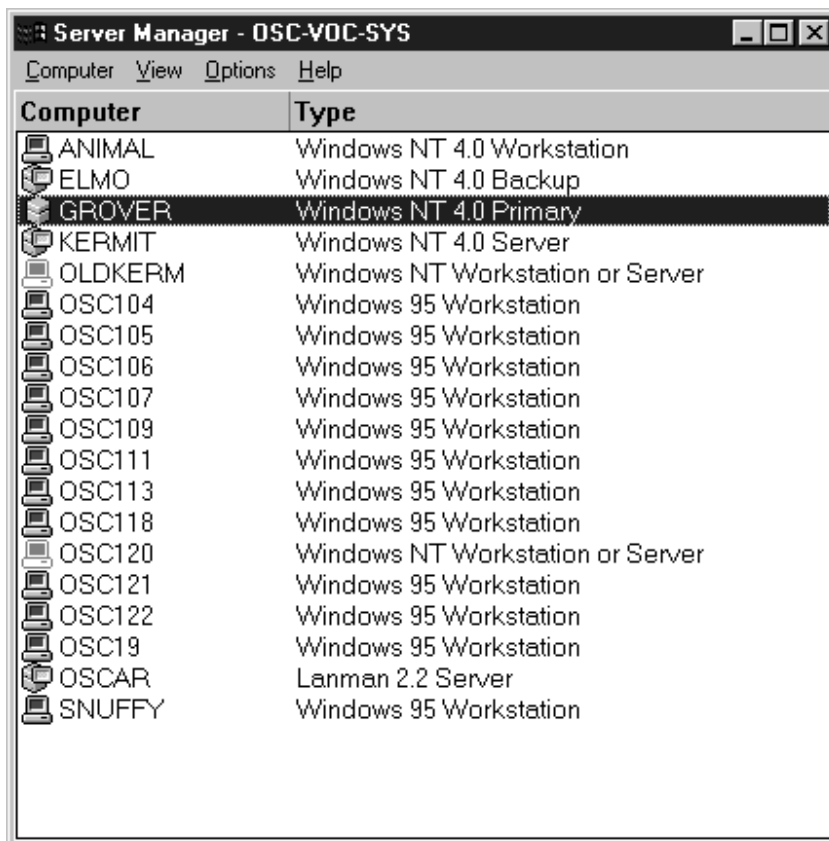 Server Manager - OSC-VOC-SYS
Computer View Options Help
Computer Type
ANIMAL Windows NT 4.0 Workstation
ELMO Windows NT 4.0 Backup
GROVER Windows NT 4.0 Primary
KERMIT Windows NT 4.0 Server
OLDKERM Windows NT Workstation or Server
OSC104 Windows 95 Workstation
OSC105 Windows 95 Workstation
OSC106 Windows 95 Workstation
OSC107 Windows 95 Workstation
OSC109 Windows 95 Workstation
OSC111 Windows 95 Workstation
OSC113 Windows 95 Workstation
OSC118 Windows 95 Workstation
OSC120 Windows NT Workstation or Server
OSC121 Windows 95 Workstation
OSC122 Windows 95 Workstation
OSC19 Windows 95 Workstation
OSCAR Lanman 2.2 Server
SNUFFY Windows 95 Workstation